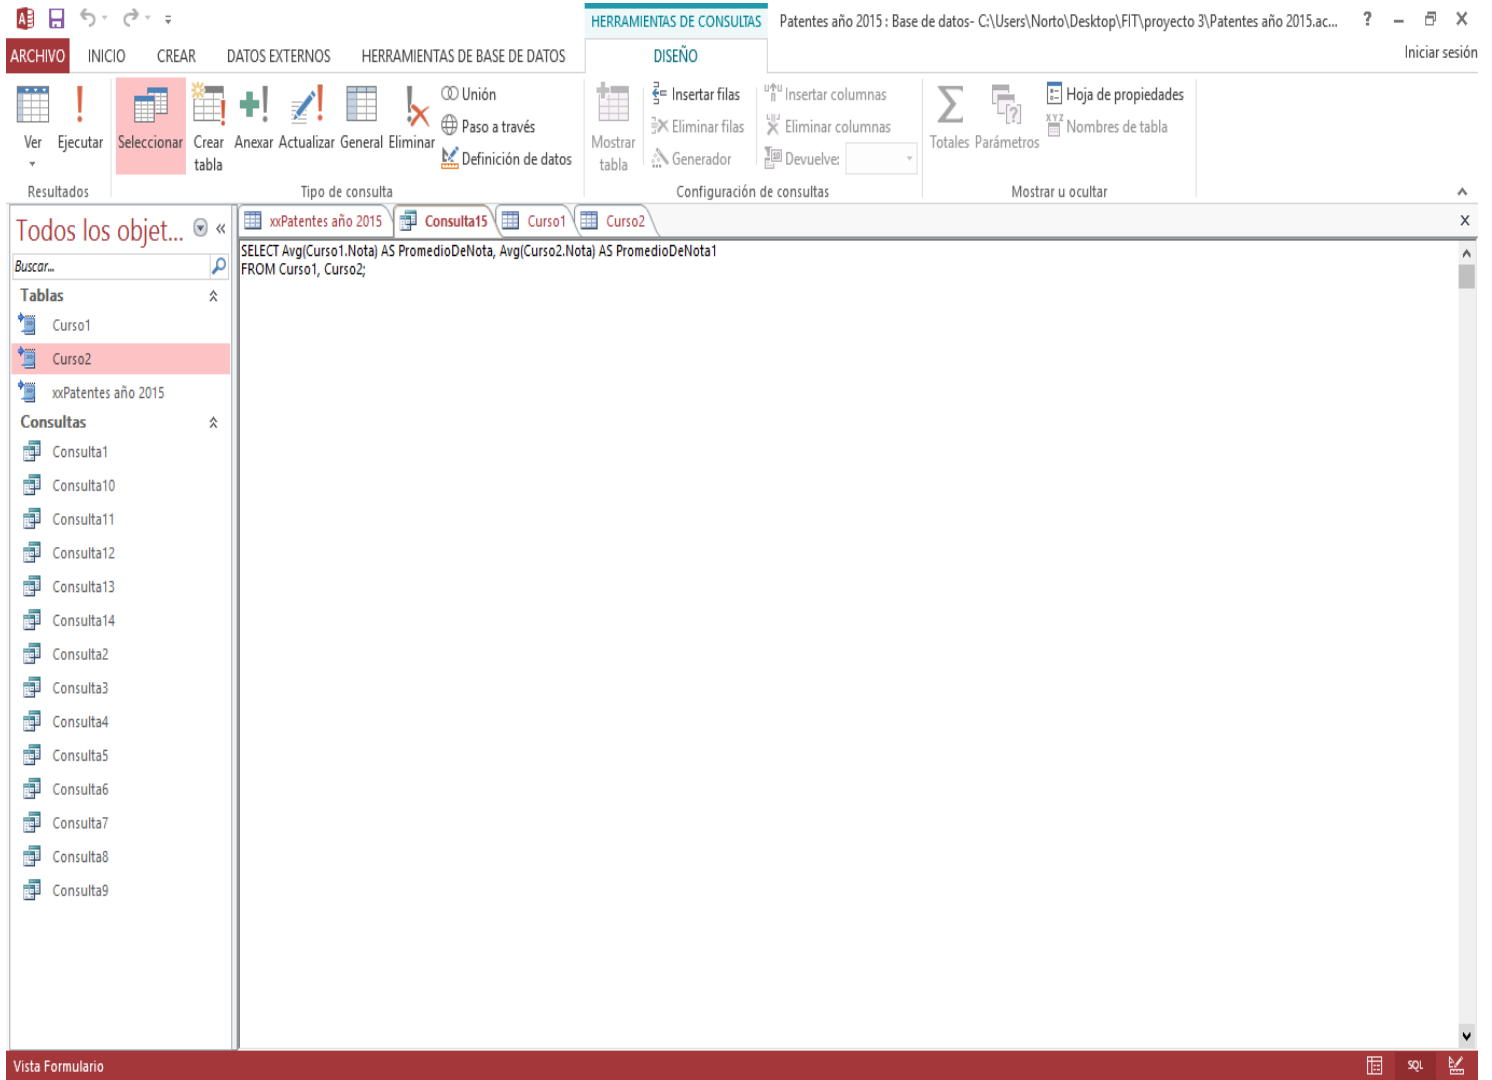 HERRAMIENTAS DE CONSULTAS
Patentes año 2015 : Base de datos- C:\Users\Norto\Desktop\FIT\proyecto 3\Patentes año 2015.ac...
?
ARCHIVO
INICIO
CREAR
DATOS EXTERNOS
HERRAMIENTAS DE BASE DE DATOS
DISEÑO
Iniciar sesión
Ver
Ejecutar
Seleccionar
Crear tabla
Anexar
Actualizar
General
Eliminar
Unión
Paso a través
Definición de datos
Mostrar tabla
Insertar filas
Eliminar filas
Generador
Insertar columnas
Eliminar columnas
Devuelve:
Totales
Parámetros
Hoja de propiedades
Nombres de tabla
Resultados
Tipo de consulta
Configuración de consultas
Mostrar u ocultar
Todos los objet...
«
xxPatentes año 2015
Consulta15
Curso1
Curso2
x
Buscar...
SELECT Avg(Curso1.Nota) AS PromedioDeNota, Avg(Curso2.Nota) AS PromedioDeNota1
FROM Curso1, Curso2;
Tablas
Curso1
Curso2
xxPatentes año 2015
Consultas
Consulta1
Consulta10
Consulta11
Consulta12
Consulta13
Consulta14
Consulta2
Consulta3
Consulta4
Consulta5
Consulta6
Consulta7
Consulta8
Consulta9
Vista Formulario
SQL